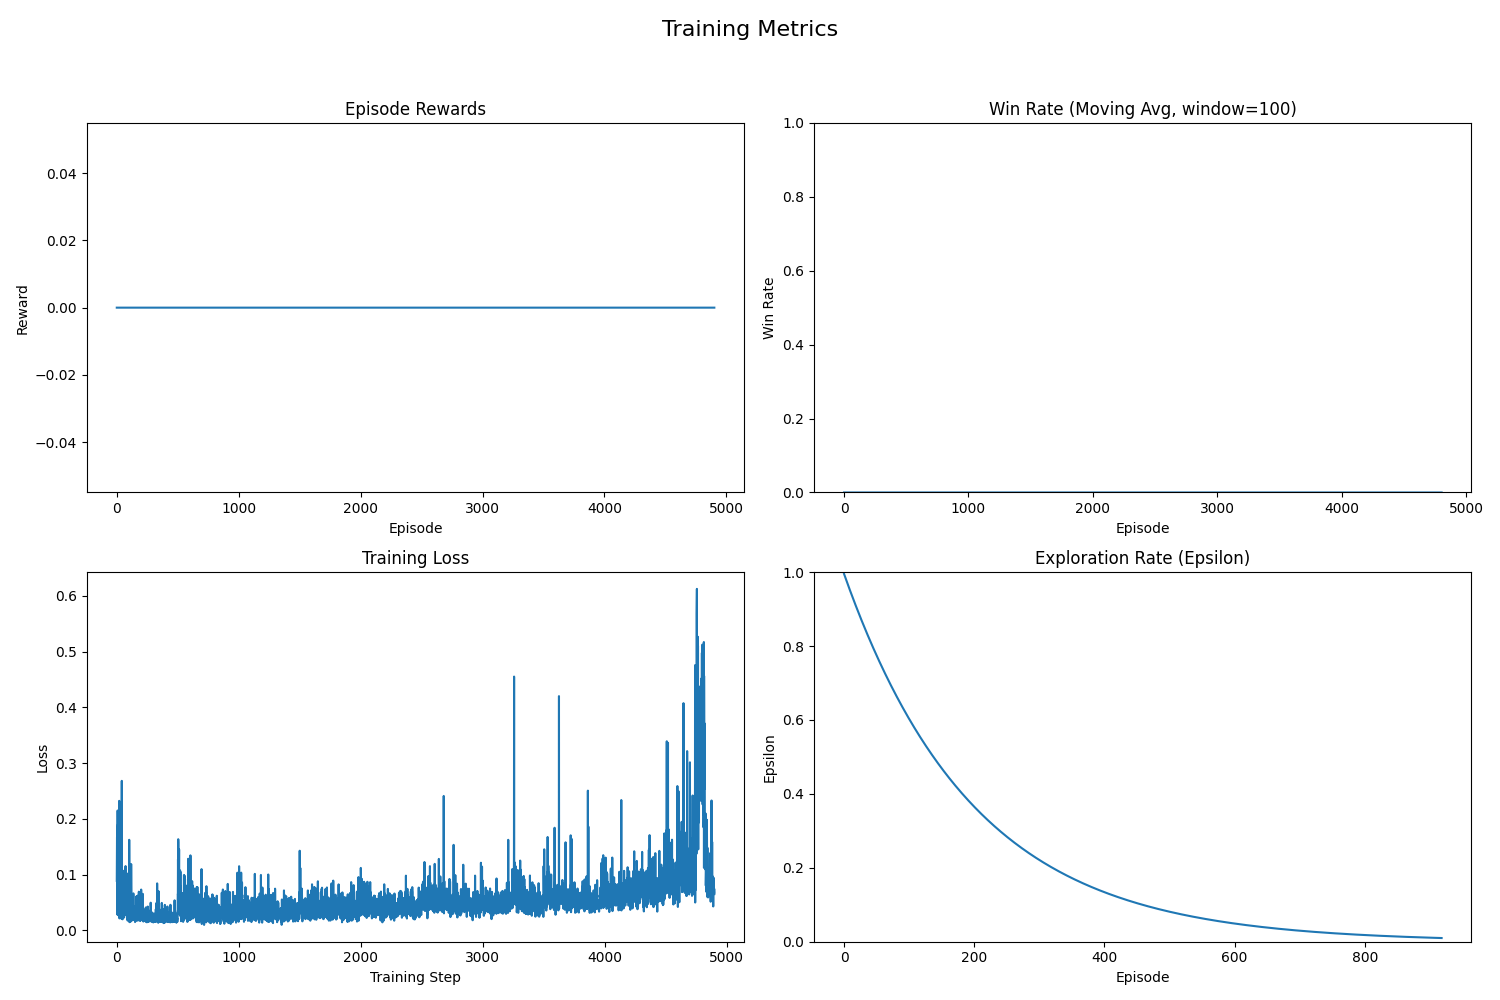 Training Metrics
Episode Rewards
0.04
0.02
0.00
−0.02
−0.04
Reward
0 1000 2000 3000 4000 5000
Episode
Win Rate (Moving Avg, window=100)
1.0
0.8
0.6
0.4
0.2
0.0
Win Rate
0 1000 2000 3000 4000 5000
Episode
Training Loss
0.6
0.5
0.4
0.3
0.2
0.1
0.0
Loss
0 1000 2000 3000 4000 5000
Training Step
Exploration Rate (Epsilon)
1.0
0.8
0.6
0.4
0.2
0.0
Epsilon
0 200 400 600 800
Episode